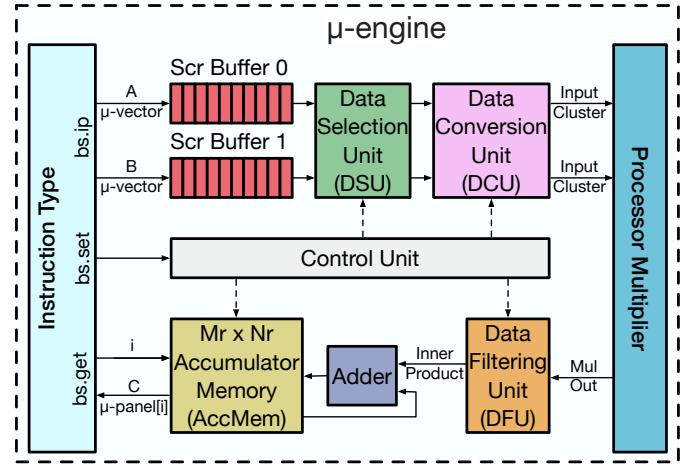 μ-engine
Instruction Type
bs.ip
bs.set
bs.get
A
μ-vector
B
μ-vector
Scr Buffer 0
Scr Buffer 1
Data
Selection
Unit
(DSU)
Data
Conversion
Unit
(DCU)
Input
Cluster
Input
Cluster
Processor Multiplier
Control Unit
i
C
μ-panel[i]
Mr x Nr
Accumulator
Memory
(AccMem)
Adder
Inner
Product
Data
Filtering
Unit
(DFU)
Mul
Out